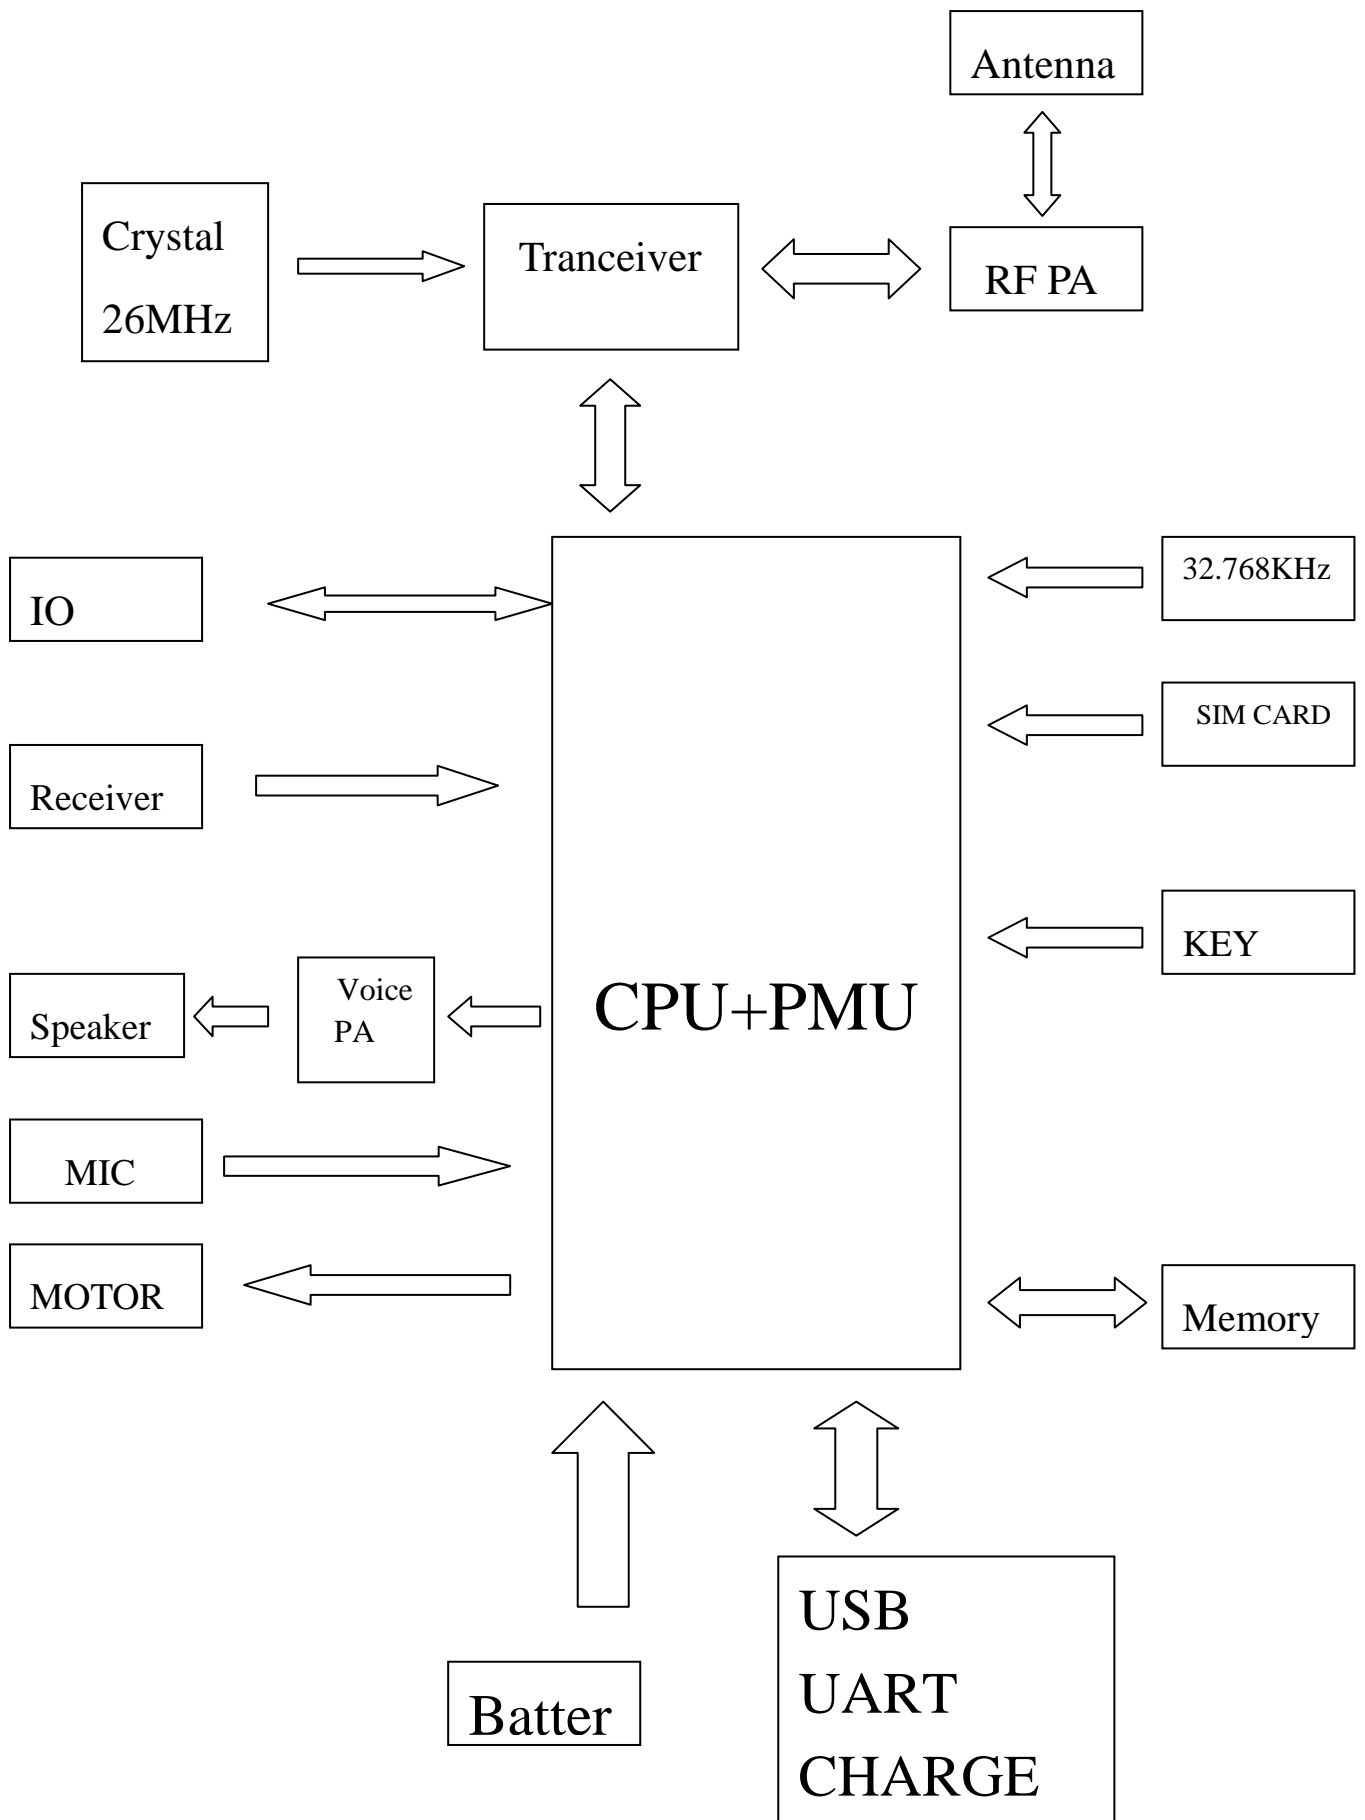 Antenna
Crystal
26MHz
Tranceiver
RF PA
IO
32.768KHz
SIM CARD
Receiver
KEY
Speaker
Voice
PA
CPU+PMU
MIC
MOTOR
Memory
Batter
USB
UART
CHARGE